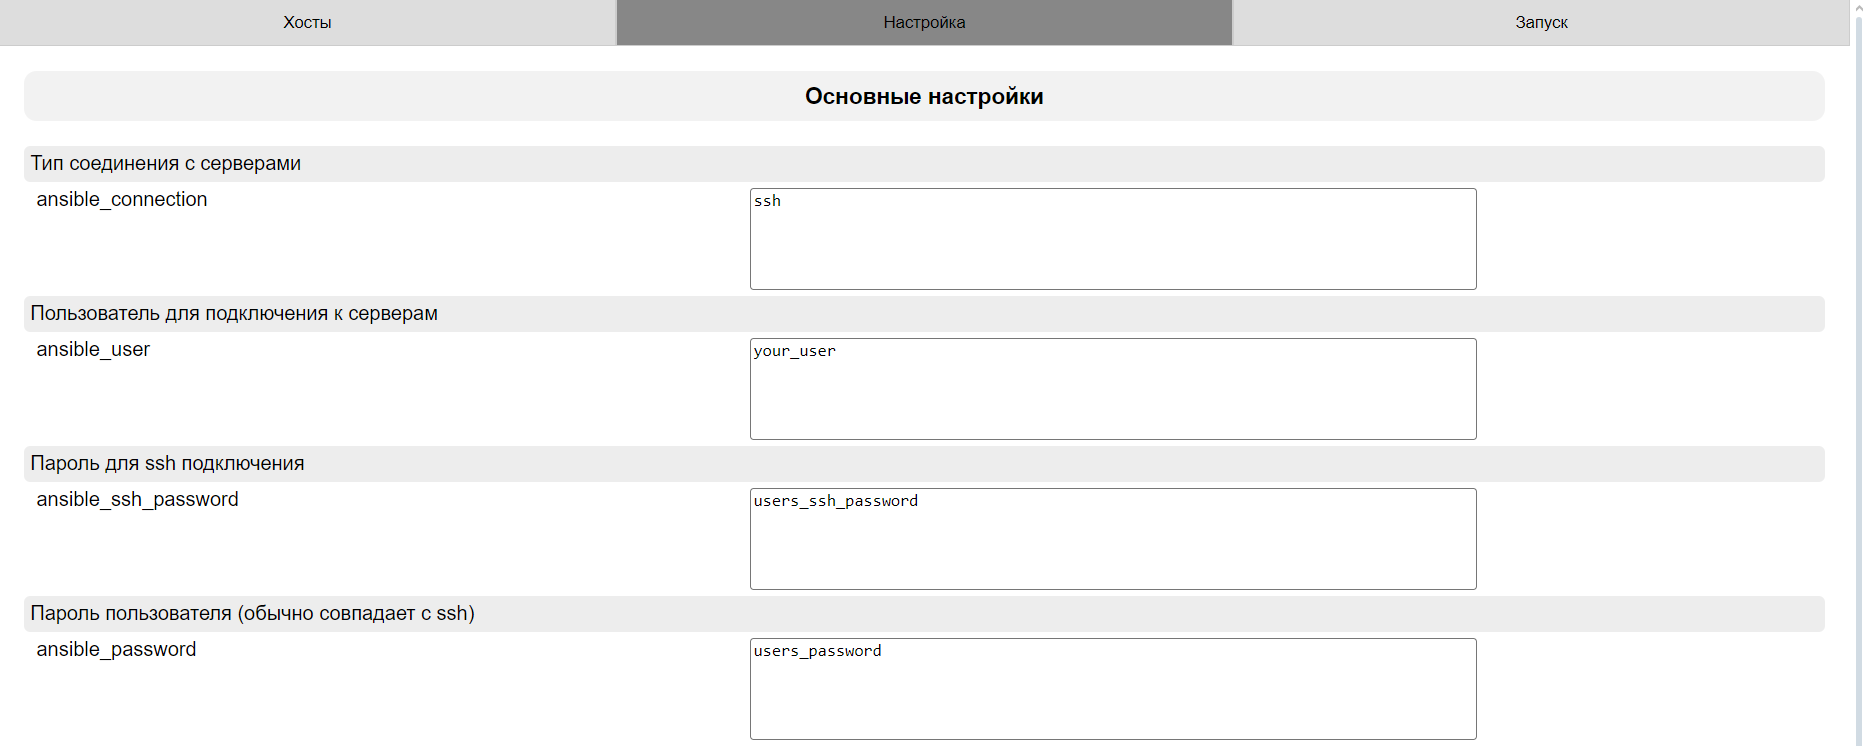 Хосты
Настройка
Запуск
Основные настройки
Тип соединения с серверами
ansible_connection
ssh
Пользователь для подключения к серверам
ansible_user
your_user
Пароль для ssh подключения
ansible_ssh_password
users_ssh_password
Пароль пользователя (обычно совпадает с ssh)
ansible_password
users_password